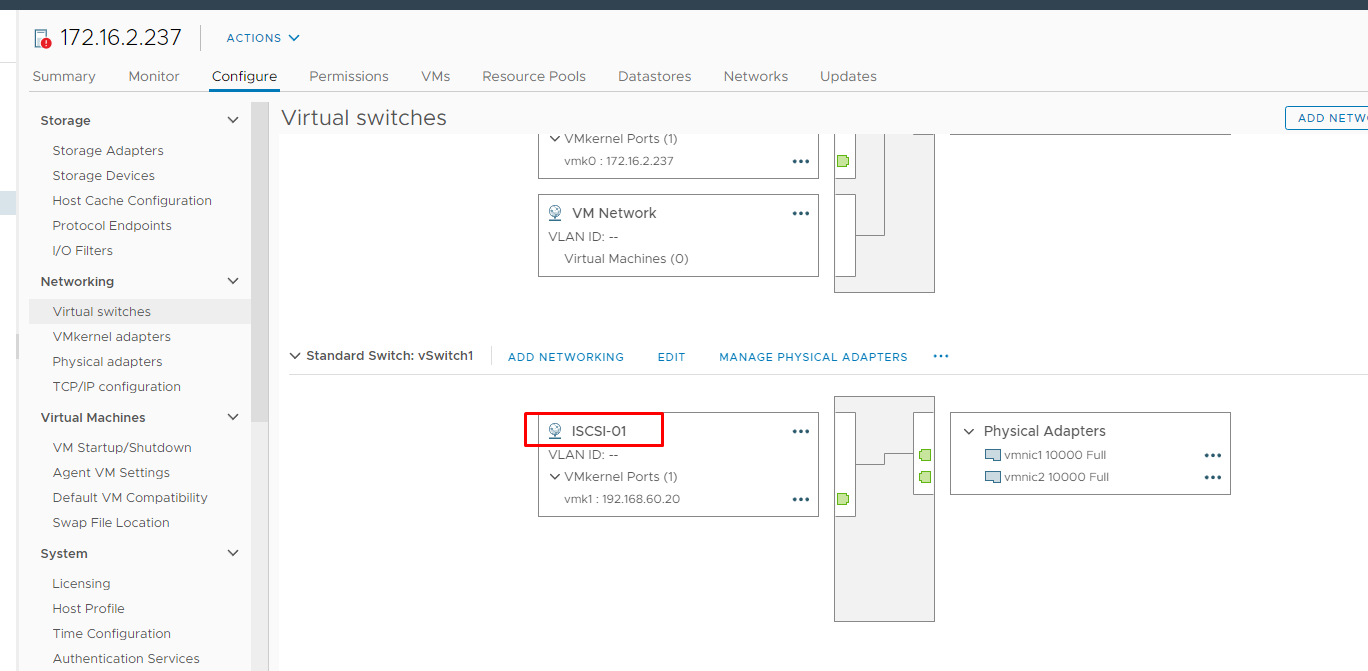 172.16.2.237
ACTIONS
Summary Monitor Configure Permissions VMs Resource Pools Datastores Networks Updates
Storage
Storage Adapters
Storage Devices
Host Cache Configuration
Protocol Endpoints
I/O Filters
Networking
Virtual switches
VMkernel adapters
Physical adapters
TCP/IP configuration
Virtual Machines
VM Startup/Shutdown
Agent VM Settings
Default VM Compatibility
Swap File Location
System
Licensing
Host Profile
Time Configuration
Authentication Services
Virtual switches
ADD NETW
VMkernel Ports (1)
vmk0 : 172.16.2.237
VM Network
VLAN ID: --
Virtual Machines (0)
Standard Switch: vSwitch1 ADD NETWORKING EDIT MANAGE PHYSICAL ADAPTERS
ISCSI-01
VLAN ID: --
VMkernel Ports (1)
vmk1 : 192.168.60.20
Physical Adapters
vmnic1 10000 Full
vmnic2 10000 Full